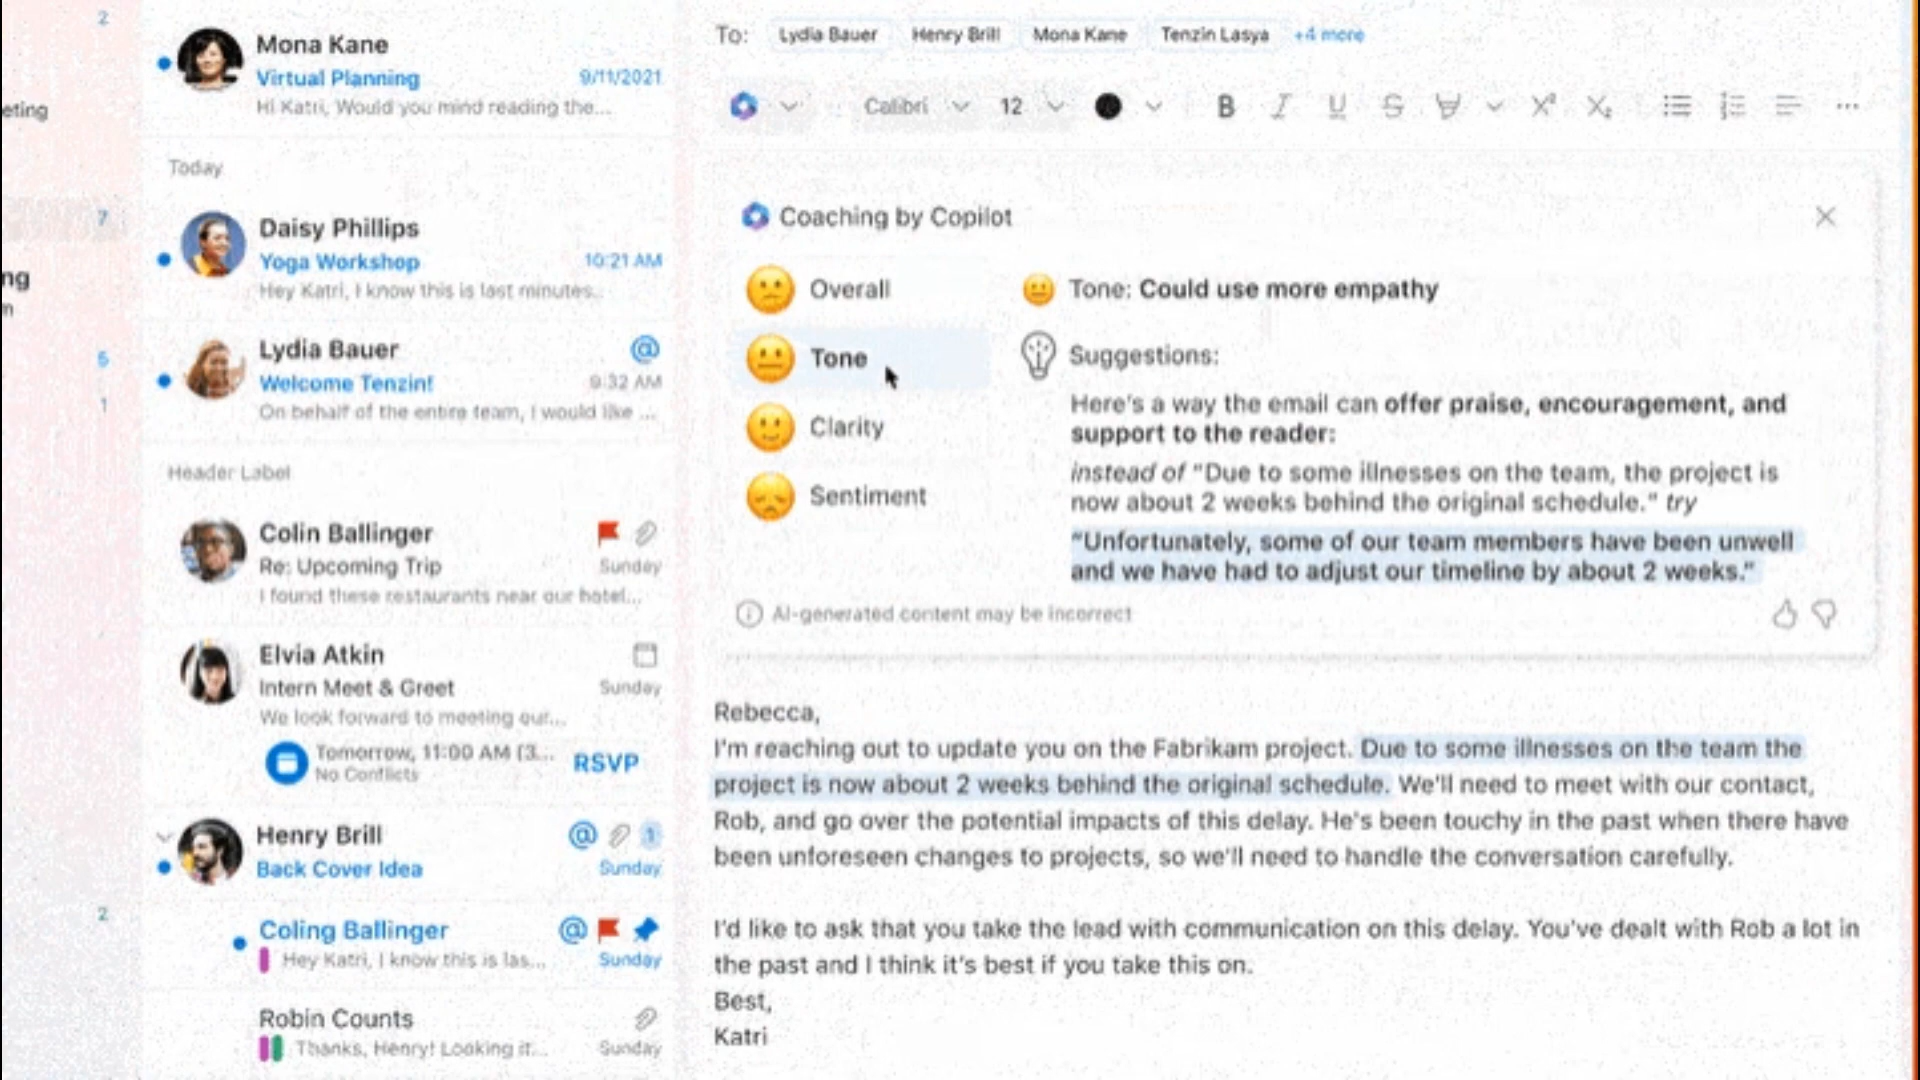 2
eting
7
ng
m
1
2
Mona Kane
Virtual Planning 9/11/2021
Hi Katri, Would you mind reading the...
Today
Daisy Phillips
Yoga Workshop 10:21 AM
Hey Katri, I know this is last minutes...
Lydia Bauer
Welcome Tenzin! 9:32 AM
On behalf of the entire team, I would like ...
Header Label
Colin Ballinger
Re: Upcoming Trip Sunday
I found these restaurants near our hotel...
Elvia Atkin
Intern Meet & Greet Sunday
We look forward to meeting our...
Tomorrow, 11:00 AM (3... RSVP
No Conflicts
Henry Brill @ 1
Back Cover Idea Sunday
Coling Ballinger @
Hey Katri, I know this is las... Sunday
Robin Counts
Thanks, Henry! Looking it... Sunday
To: Lydia Bauer Henry Brill Mona Kane Tenzin Lasya +4 more
Calibri 12 B I U S X² X₂ ...
Coaching by Copilot
Overall
Tone
Clarity
Sentiment
Tone: Could use more empathy
Suggestions:
Here's a way the email can offer praise, encouragement, and
support to the reader:
instead of "Due to some illnesses on the team, the project is
now about 2 weeks behind the original schedule." try
"Unfortunately, some of our team members have been unwell
and we have had to adjust our timeline by about 2 weeks."
AI-generated content may be incorrect
Rebecca,
I'm reaching out to update you on the Fabrikam project. Due to some illnesses on the team the
project is now about 2 weeks behind the original schedule. We'll need to meet with our contact,
Rob, and go over the potential impacts of this delay. He's been touchy in the past when there have
been unforeseen changes to projects, so we'll need to handle the conversation carefully.
I'd like to ask that you take the lead with communication on this delay. You've dealt with Rob a lot in
the past and I think it's best if you take this on.
Best,
Katri